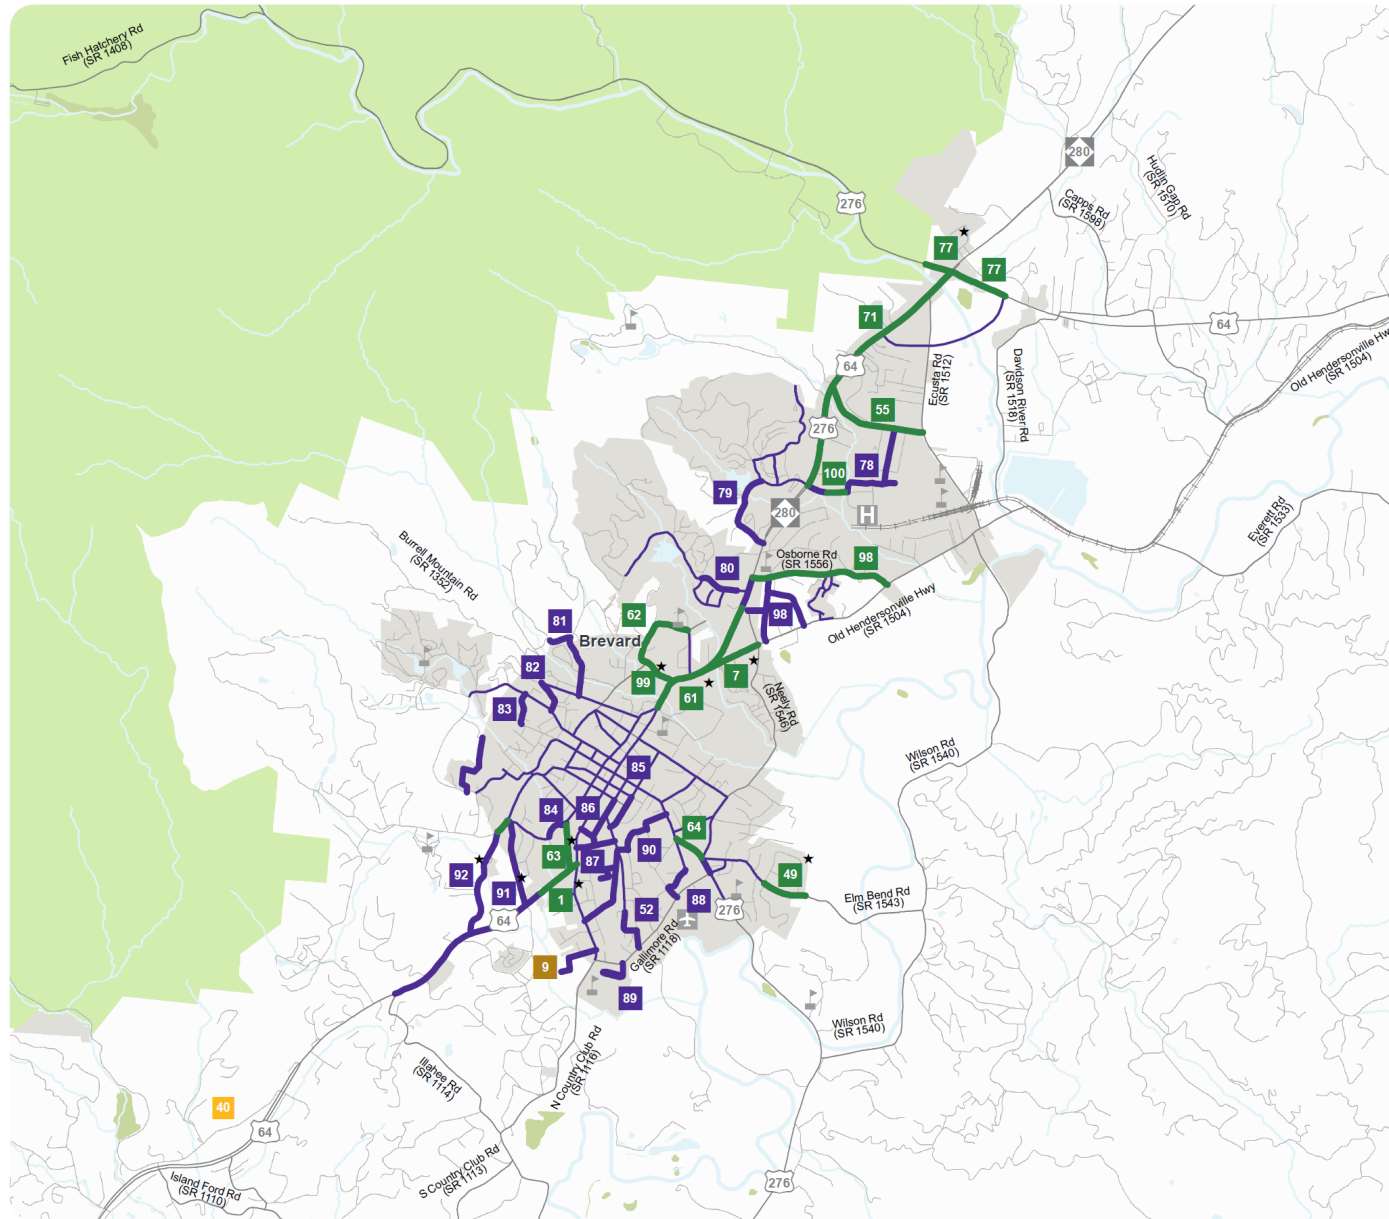 Fish Hatchery Rd
(SR 1408)
280
Hudlin Gap Rd
(SR 1510)
276
Capps Rd
(SR 1598)
77
77
71
64
64
Old Hendersonville Hwy
(SR 1504)
Ecusta Rd
(SR 1512)
Davidson River Rd
(SR 1518)
55
276
100
78
79
280
H
Everett Rd
(SR 1533)
Burrell Mountain Rd
(SR 1352)
Osborne Rd
(SR 1556)
98
80
Old Hendersonville Hwy
(SR 1504)
98
62
81
Brevard
82
99
7
61
83
Neely Rd
(SR 1546)
Wilson Rd
(SR 1540)
85
84
86
64
63
87
90
92
91
49
1
52
88
276
Elm Bend Rd
(SR 1543)
64
Gallimore Rd
(SR 1118)
9
89
Wilson Rd
(SR 1540)
N Country Club Rd
(SR 1116)
Illahee Rd
(SR 1114)
40
64
S Country Club Rd
(SR 1113)
Island Ford Rd
(SR 1110)
276